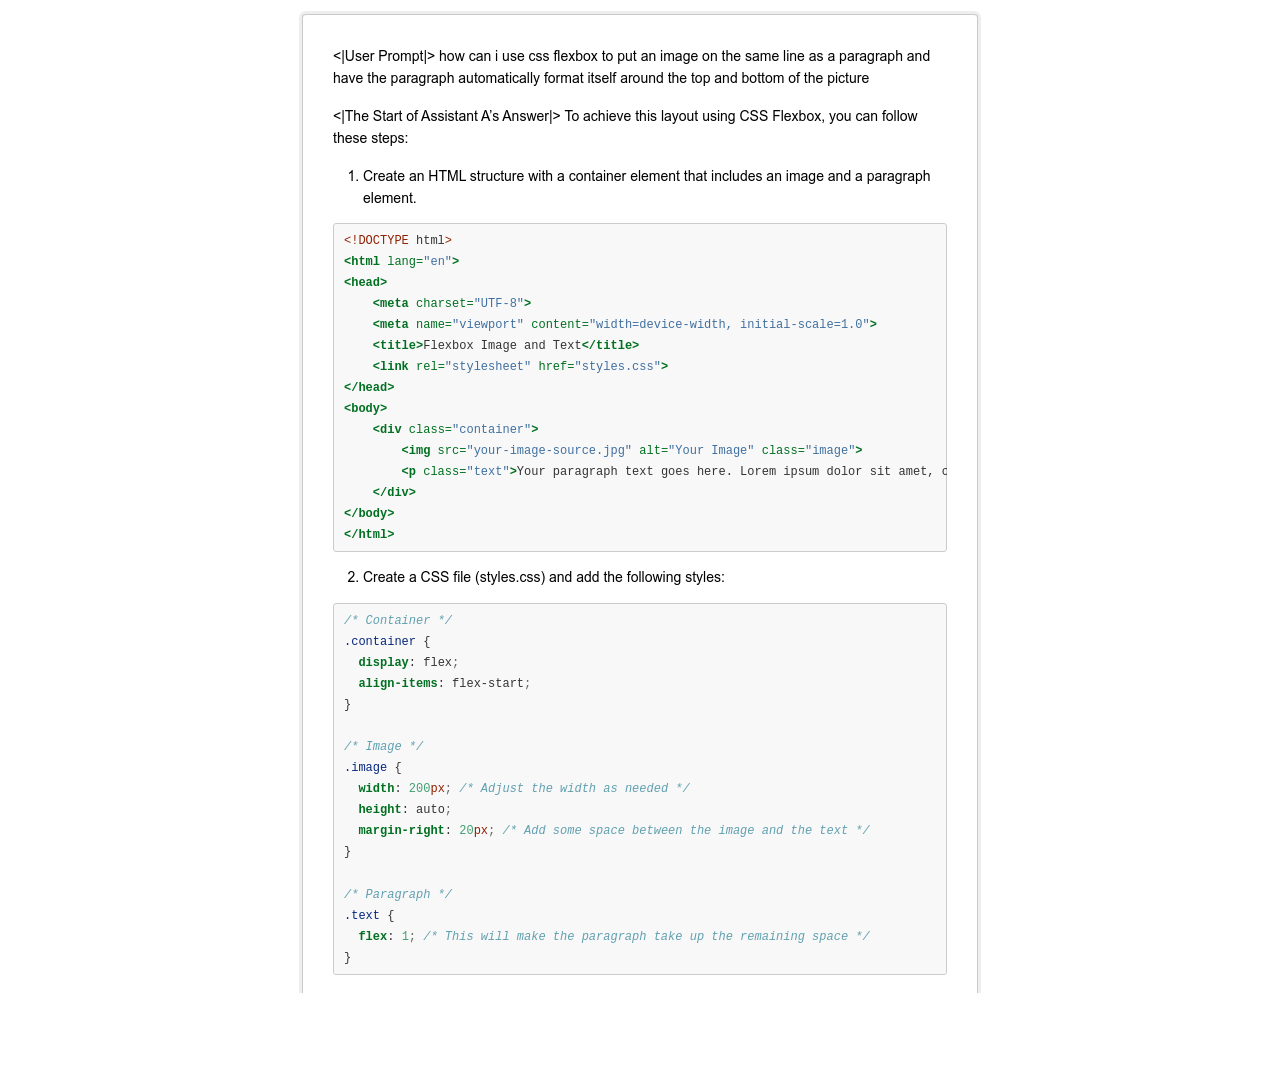 <|User Prompt|> how can i use css flexbox to put an image on the same line as a paragraph and
have the paragraph automatically format itself around the top and bottom of the picture
<|The Start of Assistant A’s Answer|> To achieve this layout using CSS Flexbox, you can follow
these steps:
1. Create an HTML structure with a container element that includes an image and a paragraph
element.
<!DOCTYPE html>
<html lang="en">
<head>
    <meta charset="UTF-8">
    <meta name="viewport" content="width=device-width, initial-scale=1.0">
    <title>Flexbox Image and Text</title>
    <link rel="stylesheet" href="styles.css">
</head>
<body>
    <div class="container">
        <img src="your-image-source.jpg" alt="Your Image" class="image">
        <p class="text">Your paragraph text goes here. Lorem ipsum dolor sit amet,
    </div>
</body>
</html>
2. Create a CSS file (styles.css) and add the following styles:
/* Container */
.container {
  display: flex;
  align-items: flex-start;
}
/* Image */
.image {
  width: 200px; /* Adjust the width as needed */
  height: auto;
  margin-right: 20px; /* Add some space between the image and the text */
}
/* Paragraph */
.text {
  flex: 1; /* This will make the paragraph take up the remaining space */
}